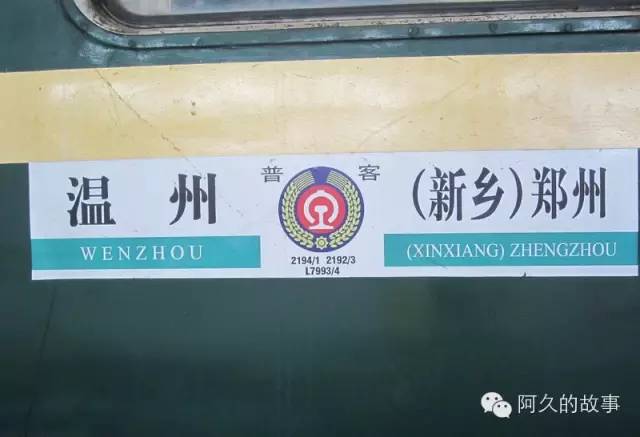 温州
WENZHOU
普 客
2194/1 2192/3
L7993/4
(新乡)郑州
(XINXIANG) ZHENGZHOU
阿久的故事